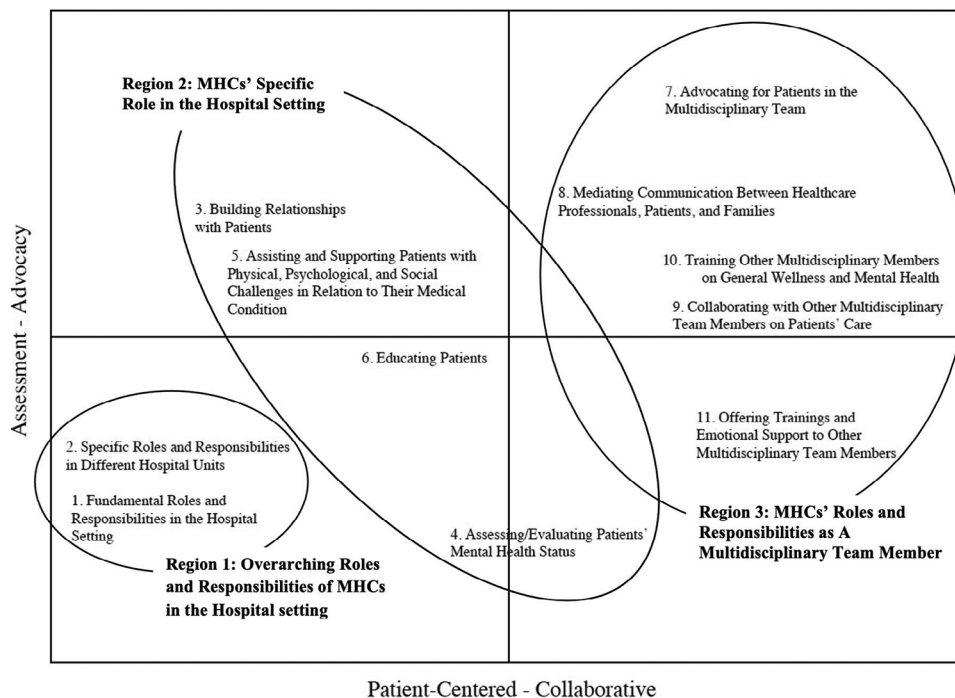 Region 2: MHCs' Specific
Role in the Hospital Setting
7. Advocating for Patients in the
Multidisciplinary Team
3. Building Relationships
with Patients
8. Mediating Communication Between Healthcare
Professionals, Patients, and Families
5. Assisting and Supporting Patients with
Physical, Psychological, and Social
Challenges in Relation to Their Medical
Condition
10. Training Other Multidisciplinary Members
on General Wellness and Mental Health
9. Collaborating with Other Multidisciplinary
Team Members on Patients' Care
6. Educating Patients
2. Specific Roles and Responsibilities
in Different Hospital Units
1. Fundamental Roles and
Responsibilities in the Hospital
Setting
11. Offering Trainings and
Emotional Support to Other
Multidisciplinary Team Members
4. Assessing/Evaluating Patients'
Mental Health Status
Region 3: MHCs' Roles and
Responsibilities as A
Multidisciplinary Team Member
Region 1: Overarching Roles
and Responsibilities of MHCs
in the Hospital setting
Assessment - Advocacy
Patient-Centered - Collaborative